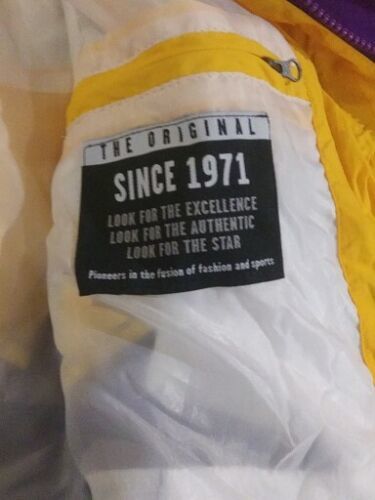 THE ORIGINAL
SINCE 1971
LOOK FOR THE EXCELLENCE
LOOK FOR THE AUTHENTIC
LOOK FOR THE STAR
Pioneers in the fusion of fashion and sports